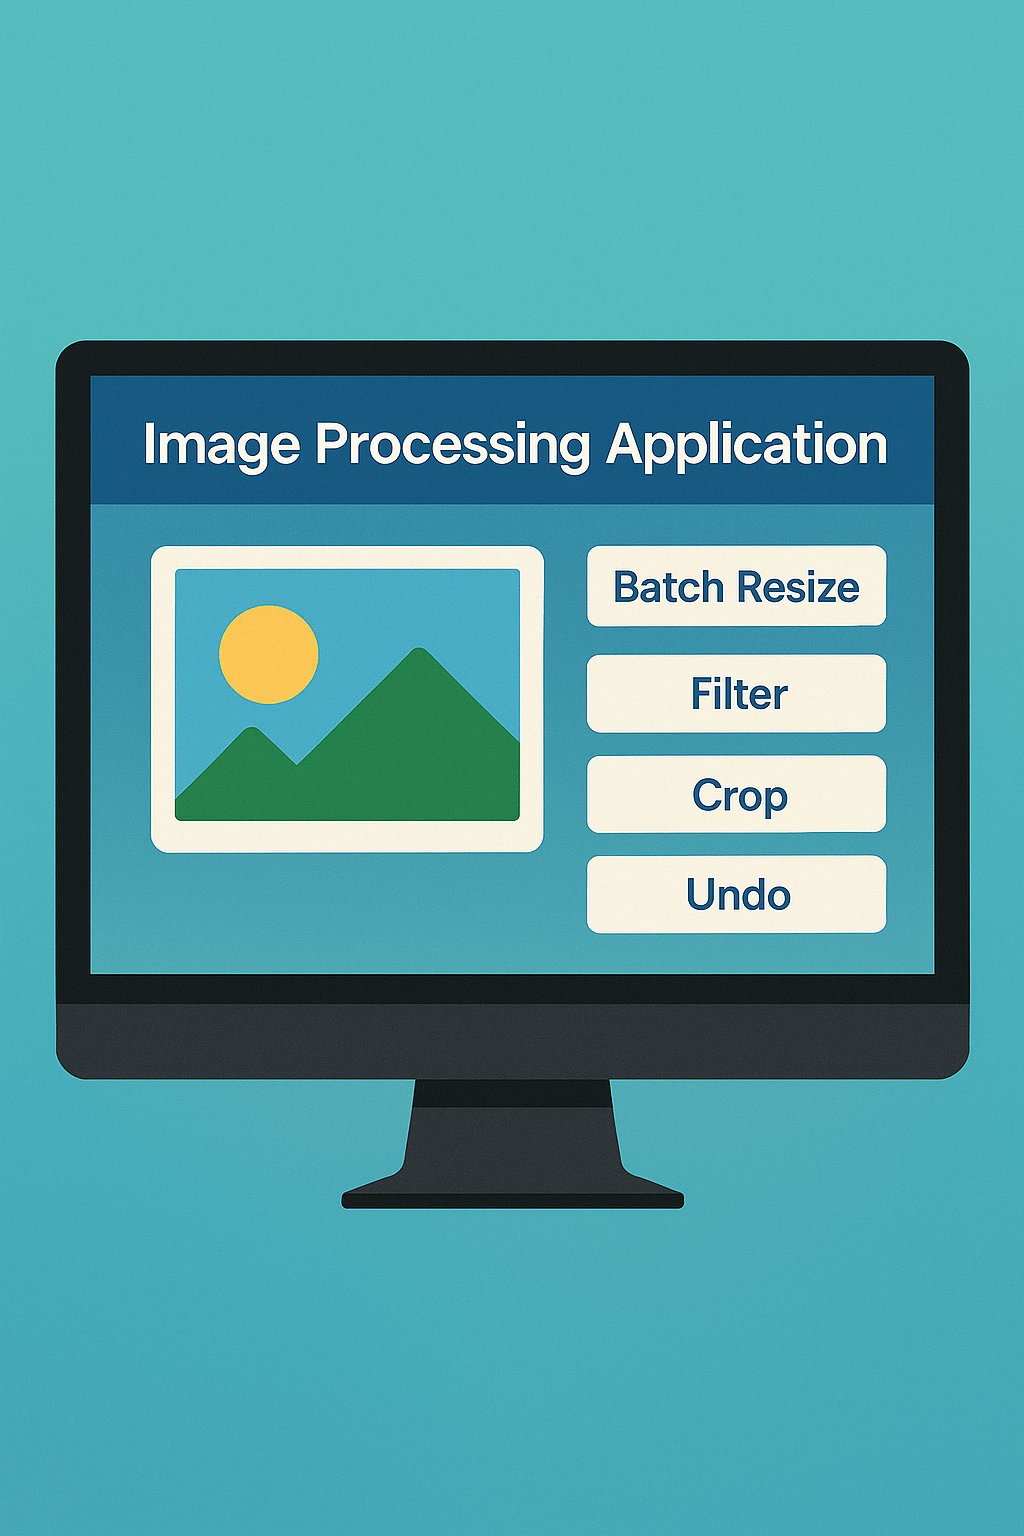 Image Processing Application
Batch Resize
Filter
Crop
Undo